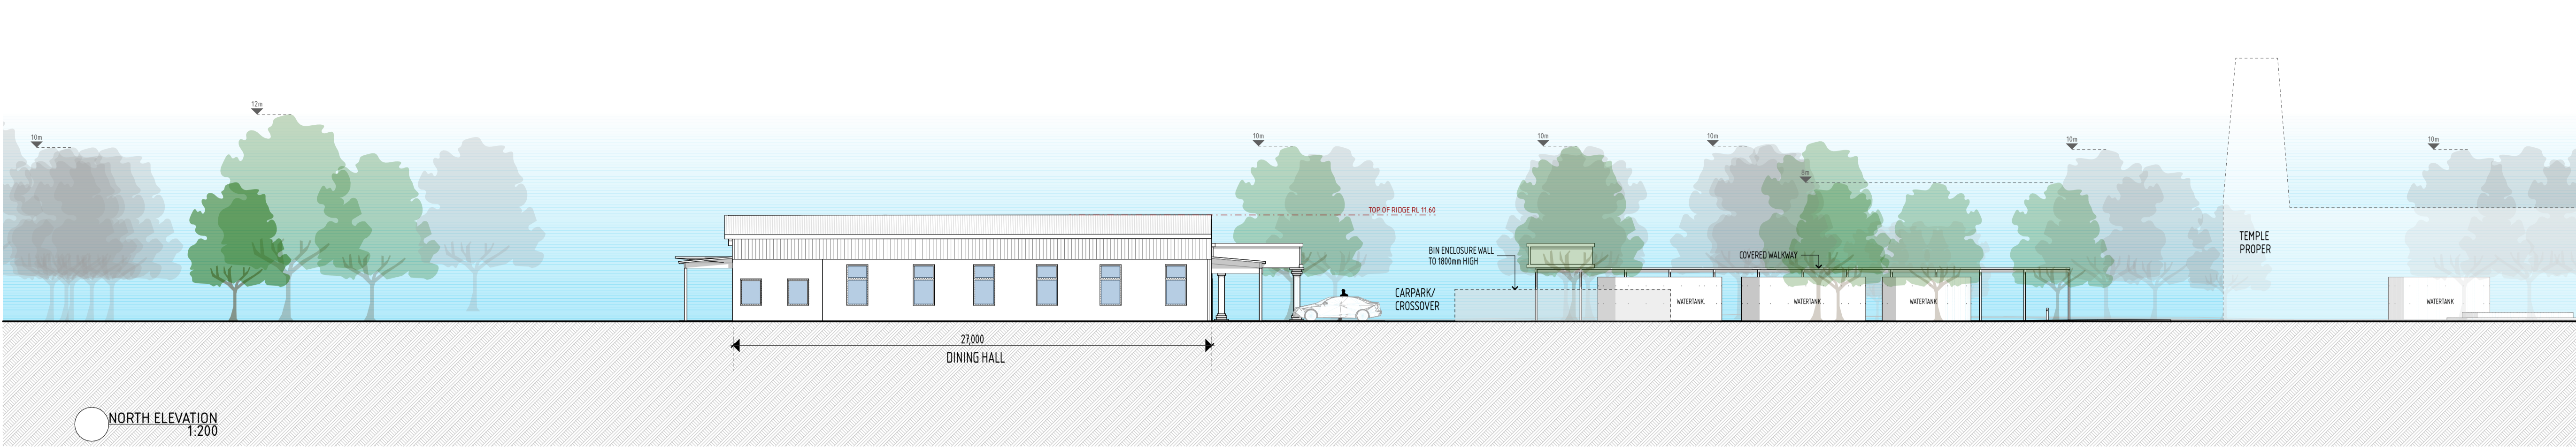 12m
10m
10m
10m
10m
10m
10m
8m
TOP OF RIDGE RL 11.60
BIN ENCLOSURE WALL
TO 1800mm HIGH
COVERED WALKWAY
TEMPLE
PROPER
CARPARK/
CROSSOVER
WATERTANK
WATERTANK
WATERTANK
WATERTANK
27,000
DINING HALL
NORTH ELEVATION
1:200